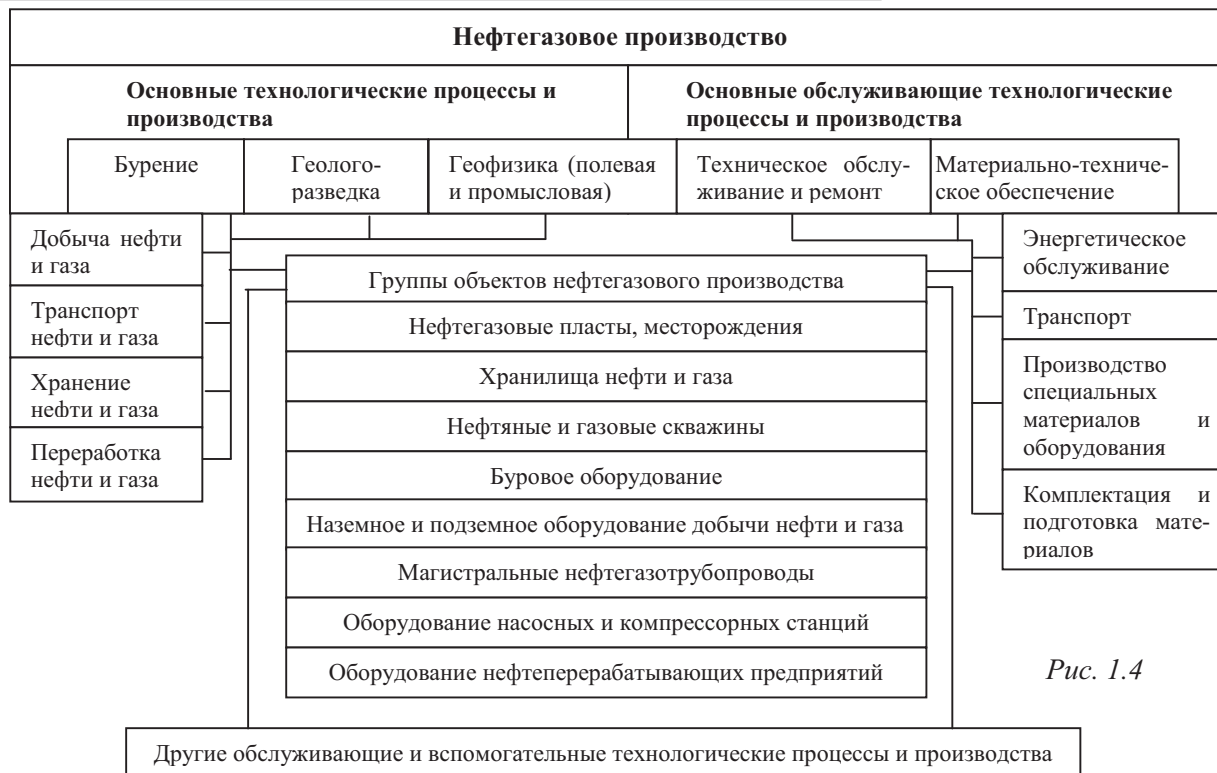 Нефтегазовое производство
Основные технологические процессы и
производства
Основные обслуживающие технологические
процессы и производства
Бурение
Геолого-
разведка
Геофизика (полевая
и промысловая)
Техническое обслу-
живание и ремонт
Материально-техниче-
ское обеспечение
Добыча нефти
и газа
Транспорт
нефти и газа
Хранение
нефти и газа
Переработка
нефти и газа
Группы объектов нефтегазового производства
Нефтегазовые пласты, месторождения
Хранилища нефти и газа
Нефтяные и газовые скважины
Буровое оборудование
Наземное и подземное оборудование добычи нефти и газа
Магистральные нефтегазотрубопроводы
Оборудование насосных и компрессорных станций
Оборудование нефтеперерабатывающих предприятий
Энергетическое
обслуживание
Транспорт
Производство
специальных
материалов и
оборудования
Комплектация и
подготовка мате-
риалов
Рис. 1.4
Другие обслуживающие и вспомогательные технологические процессы и производства